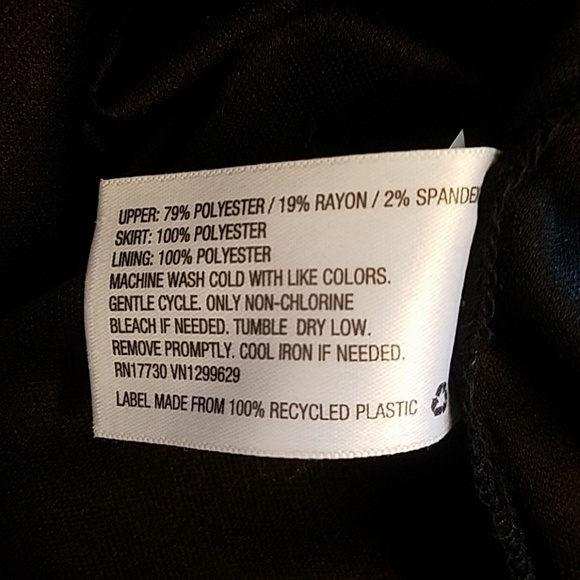 UPPER: 79% POLYESTER / 19% RAYON / 2% SPANDE
SKIRT: 100% POLYESTER
LINING: 100% POLYESTER
MACHINE WASH COLD WITH LIKE COLORS.
GENTLE CYCLE. ONLY NON-CHLORINE
BLEACH IF NEEDED. TUMBLE DRY LOW.
REMOVE PROMPTLY. COOL IRON IF NEEDED.
RN17730 VN1299629
LABEL MADE FROM 100% RECYCLED PLASTIC